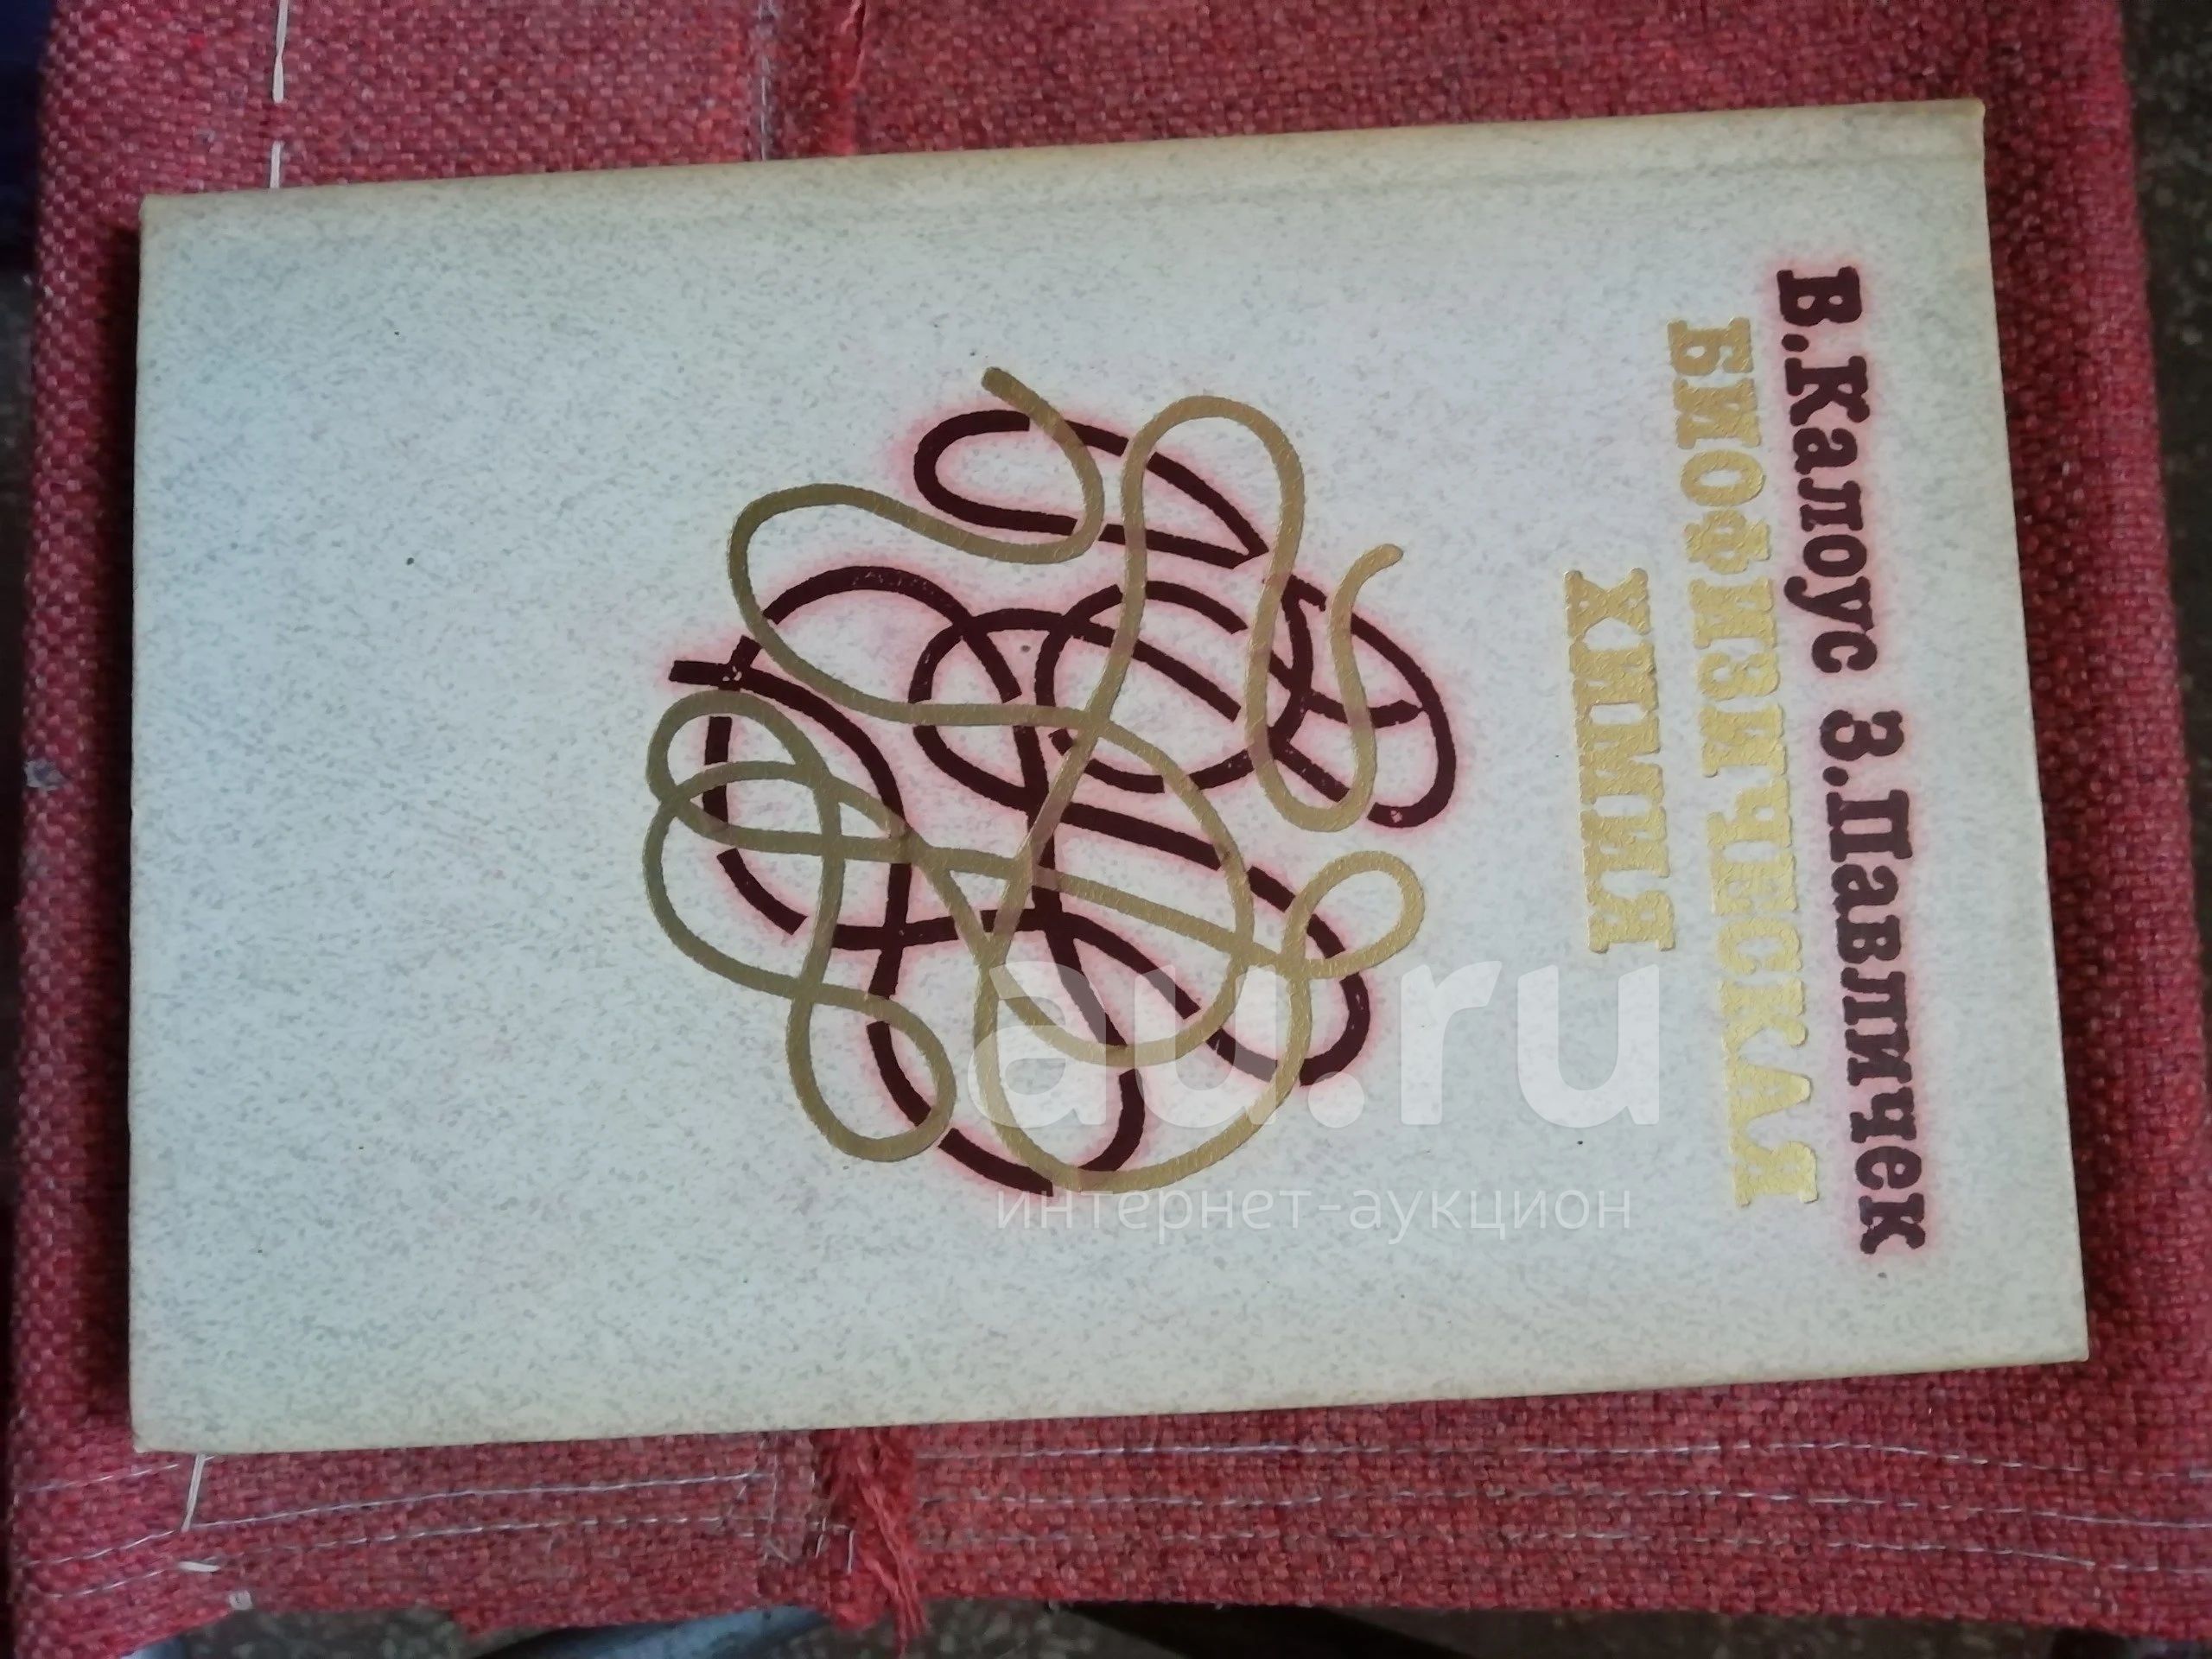 В.Калоус З.Павличек
БИОФИЗИЧЕСКАЯ
ХИМИЯ
au.ru
интернет-аукцион